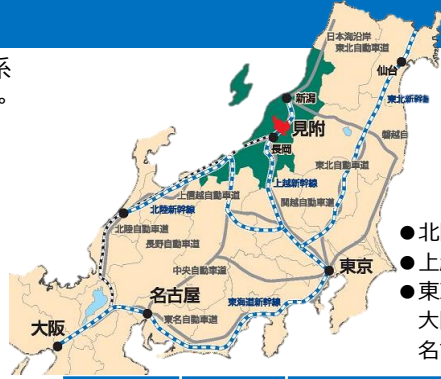 系
。
日本海沿岸
東北自動車道
仙台
東北新幹線
新潟
見附
長岡
磐越自
東北自動車道
上信越自動車道
上越新幹線
北陸新幹線
関越自動車道
北陸自動車道
長野自動車道
中央自動車道
東京
名古屋
東海道新幹線
大阪
東名自動車道
●北
●上
●東
大
名